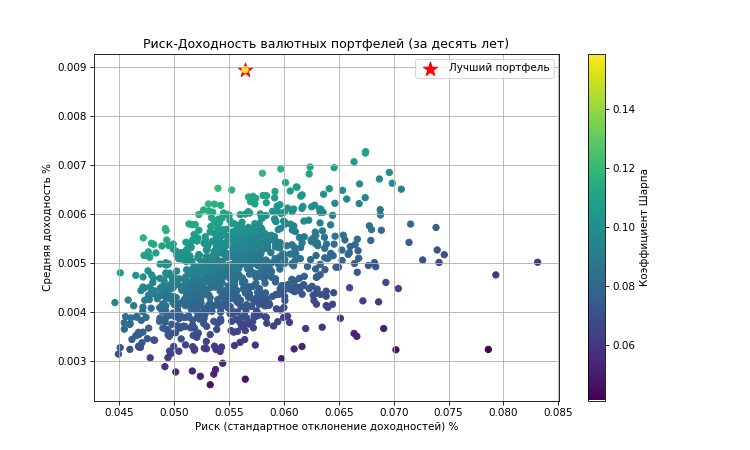 Риск-Доходность валютных портфелей (за десять лет)
Лучший портфель
0.009
0.008
0.007
0.006
0.005
0.004
0.003
Средняя доходность %
0.045 0.050 0.055 0.060 0.065 0.070 0.075 0.080 0.085
Риск (стандартное отклонение доходностей) %
0.14
0.12
0.10
0.08
0.06
Коэффициент Шарпа